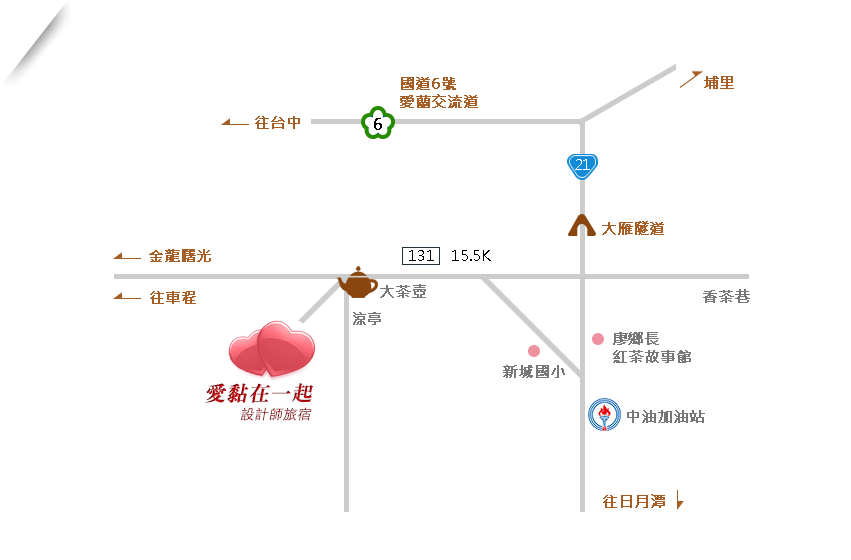 國道6號
愛蘭交流道
埔里
往台中
6
21
大雁隧道
金龍曙光
131 15.5K
往車程
大茶壺
香茶巷
涼亭
廖鄉長
紅茶故事館
新城國小
愛黏在一起
設計師旅宿
中油加油站
往日月潭